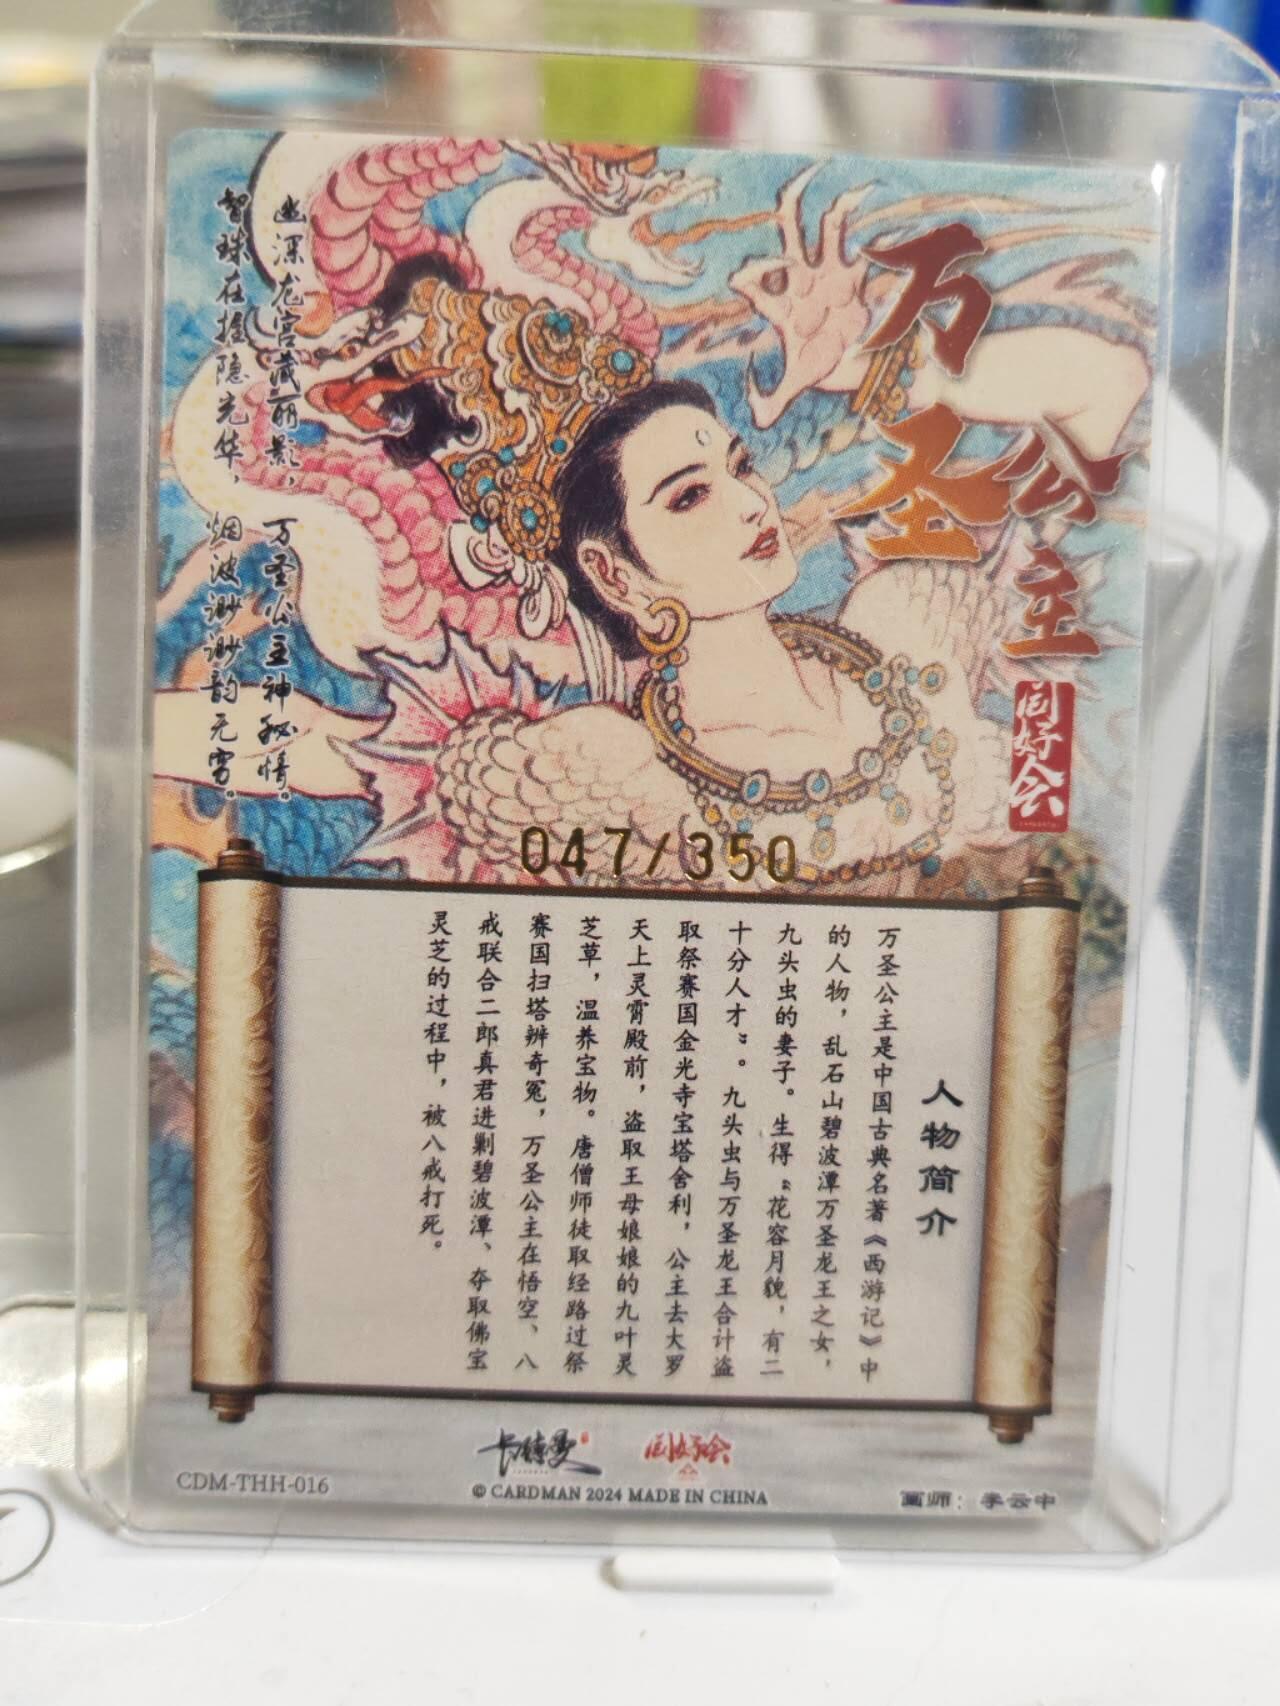 万圣
公主
同好会
幽深龙宫藏丽影，万圣公主神秘情。
智珠在握隐光华，烟波渺渺韵无穷。
047/350
人物简介
万圣公主是中国古典名著《西游记》中
的人物，乱石山碧波潭万圣龙王之女，
九头虫的妻子。生得“花容月貌，有二
十分人才”。九头虫与万圣龙王合计盗
取祭赛国金光寺宝塔舍利，公主去大罗
天上灵霄殿前，盗取王母娘娘的九叶灵
芝草，温养宝物。唐僧师徒取经路过祭
赛国扫塔辨奇冤，万圣公主在悟空、八
戒联合二郎真君进剿碧波潭、夺取佛宝
灵芝的过程中，被八戒打死。
卡德曼
同好会
CDM-THH-016
© CARDMAN 2024 MADE IN CHINA
画师：李云中